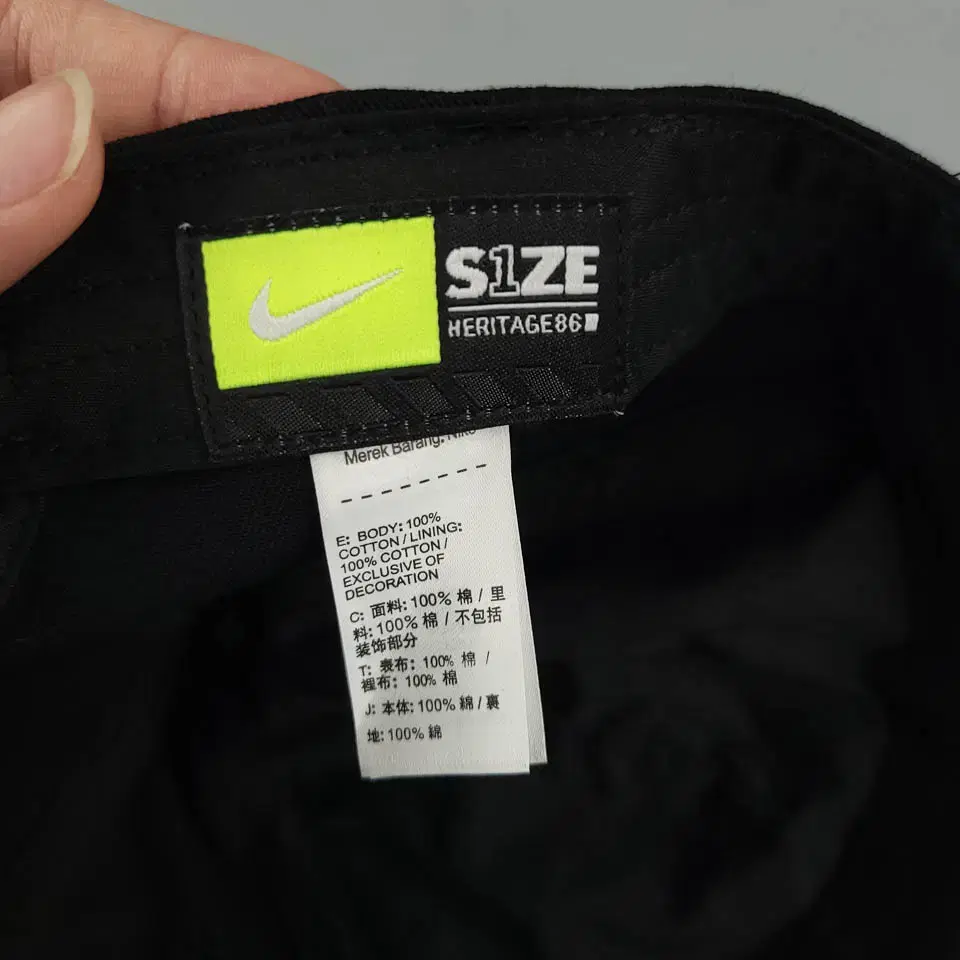 S1ZE
HERITAGE86
Merek Barang: Nike
E: BODY: 100%
COTTON / LINING:
100% COTTON /
EXCLUSIVE OF
DECORATION
C: 面料: 100% 棉 / 里
料: 100% 棉 / 不包括
装饰部分
T: 表布: 100% 棉 /
裡布: 100% 棉
J: 本体: 100% 綿 / 裏
地: 100% 綿